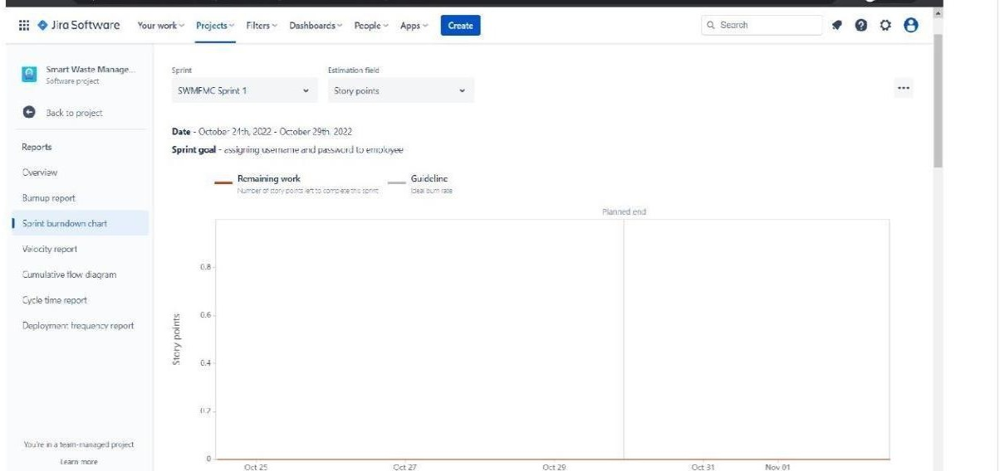 Jira Software Your work Projects Filters Dashboards People Apps Create Search
Smart Waste Manage...
Software project
Back to project
Reports
Overview
Burnup report
Sprint burndown chart
Velocity report
Cumulative flow diagram
Cycle time report
Deployment frequency report
You're in a team-managed project
Learn more
Sprint Estimation field
SWMFMC Sprint 1 Story points
Date - October 24th, 2022 - October 29th, 2022
Sprint goal - assigning username and password to employee
Remaining work Guideline
Number of story points left to complete this sprint Ideal burn rate
Planned end
0.8
0.6
0.4
0.2
0
Story points
Oct 25 Oct 27 Oct 29 Oct 31 Nov 01